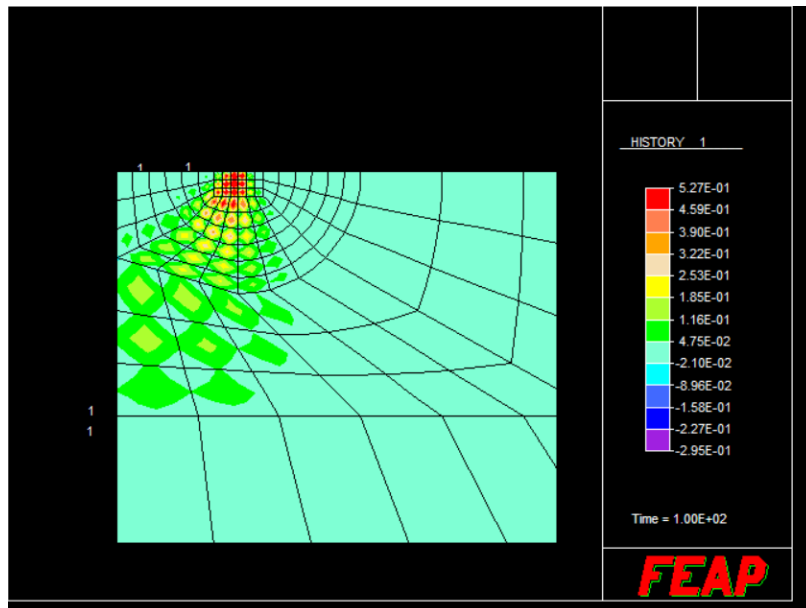 HISTORY 1
1 1
5.27E-01
4.59E-01
3.90E-01
3.22E-01
2.53E-01
1.85E-01
1.16E-01
4.75E-02
-2.10E-02
-8.96E-02
-1.58E-01
-2.27E-01
-2.95E-01
1
1
Time = 1.00E+02
FEAP